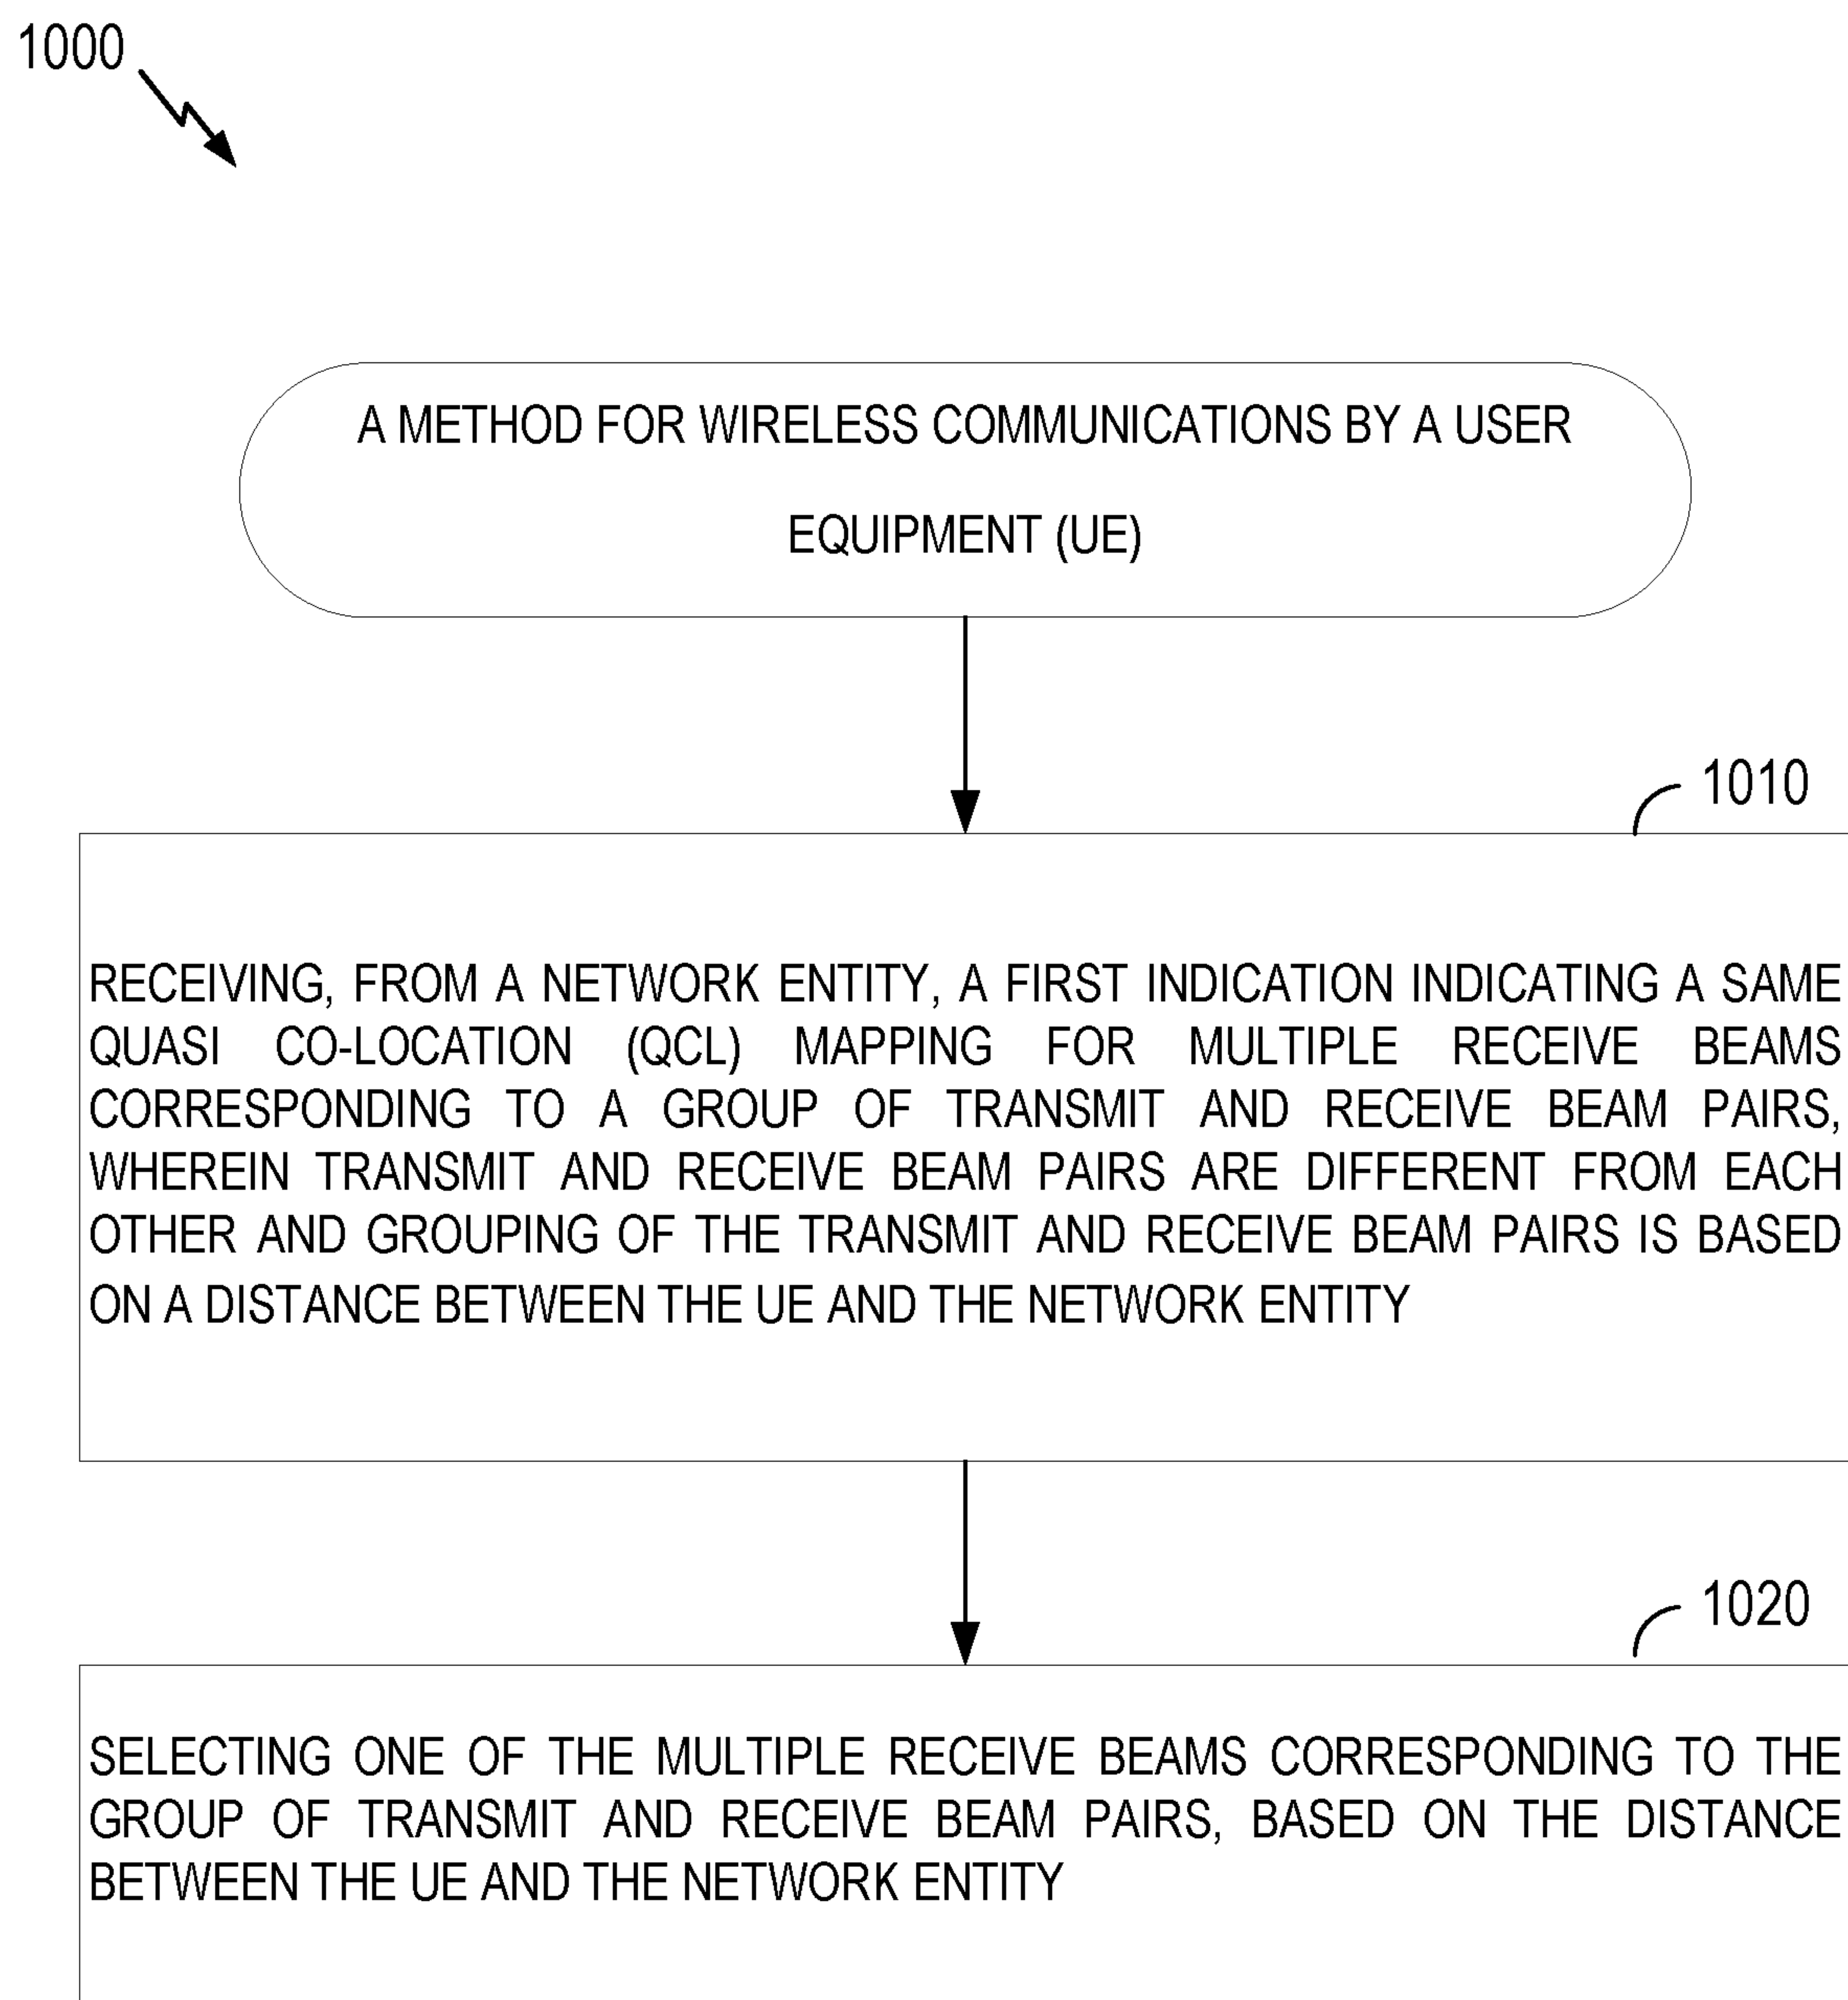 1000
A METHOD FOR WIRELESS COMMUNICATIONS BY A USER
EQUIPMENT (UE)
1010
RECEIVING, FROM A NETWORK ENTITY, A FIRST INDICATION INDICATING A SAME
QUASI CO-LOCATION (QCL) MAPPING FOR MULTIPLE RECEIVE BEAMS
CORRESPONDING TO A GROUP OF TRANSMIT AND RECEIVE BEAM PAIRS,
WHEREIN TRANSMIT AND RECEIVE BEAM PAIRS ARE DIFFERENT FROM EACH
OTHER AND GROUPING OF THE TRANSMIT AND RECEIVE BEAM PAIRS IS BASED
ON A DISTANCE BETWEEN THE UE AND THE NETWORK ENTITY
1020
SELECTING ONE OF THE MULTIPLE RECEIVE BEAMS CORRESPONDING TO THE
GROUP OF TRANSMIT AND RECEIVE BEAM PAIRS, BASED ON THE DISTANCE
BETWEEN THE UE AND THE NETWORK ENTITY